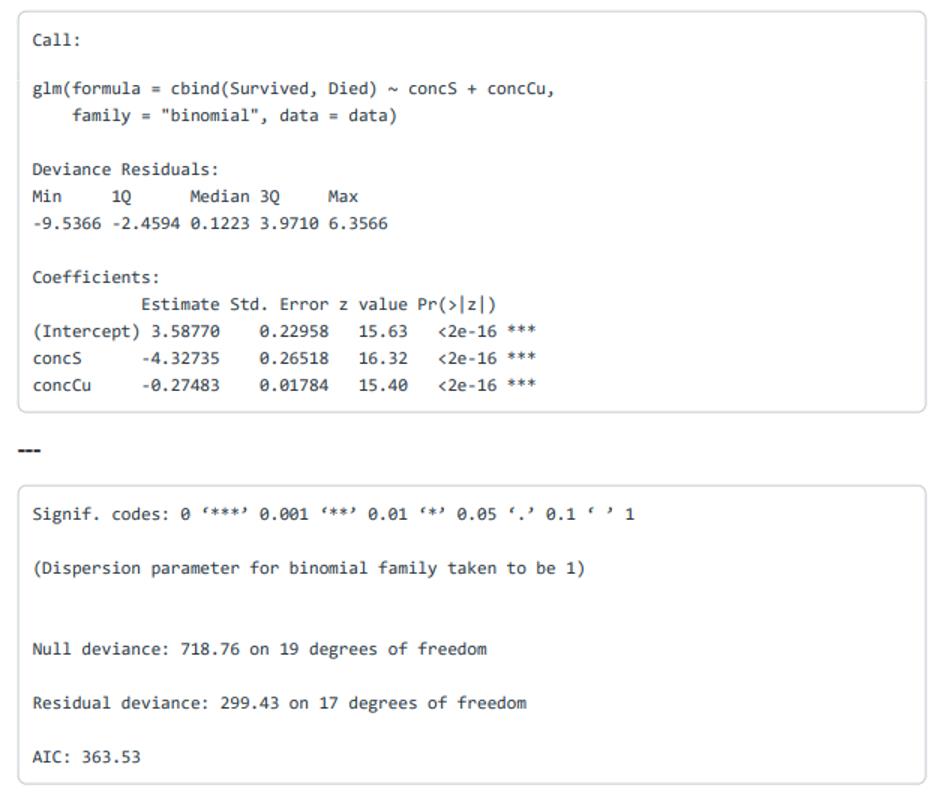 Call:
glm(formula = cbind(Survived, Died) ~ concS + concCu,
    family = "binomial", data = data)
Deviance Residuals:
Min     1Q      Median 3Q     Max
-9.5366 -2.4594 0.1223 3.9710 6.3566
Coefficients:
           Estimate Std. Error z value Pr(>|z|)
(Intercept) 3.58770    0.22958   15.63   <2e-16 ***
concS      -4.32735    0.26518   16.32   <2e-16 ***
concCu     -0.27483    0.01784   15.40   <2e-16 ***
---
Signif. codes: 0 ‘***’ 0.001 ‘**’ 0.01 ‘*’ 0.05 ‘.’ 0.1 ‘ ’ 1
(Dispersion parameter for binomial family taken to be 1)
Null deviance: 718.76 on 19 degrees of freedom
Residual deviance: 299.43 on 17 degrees of freedom
AIC: 363.53